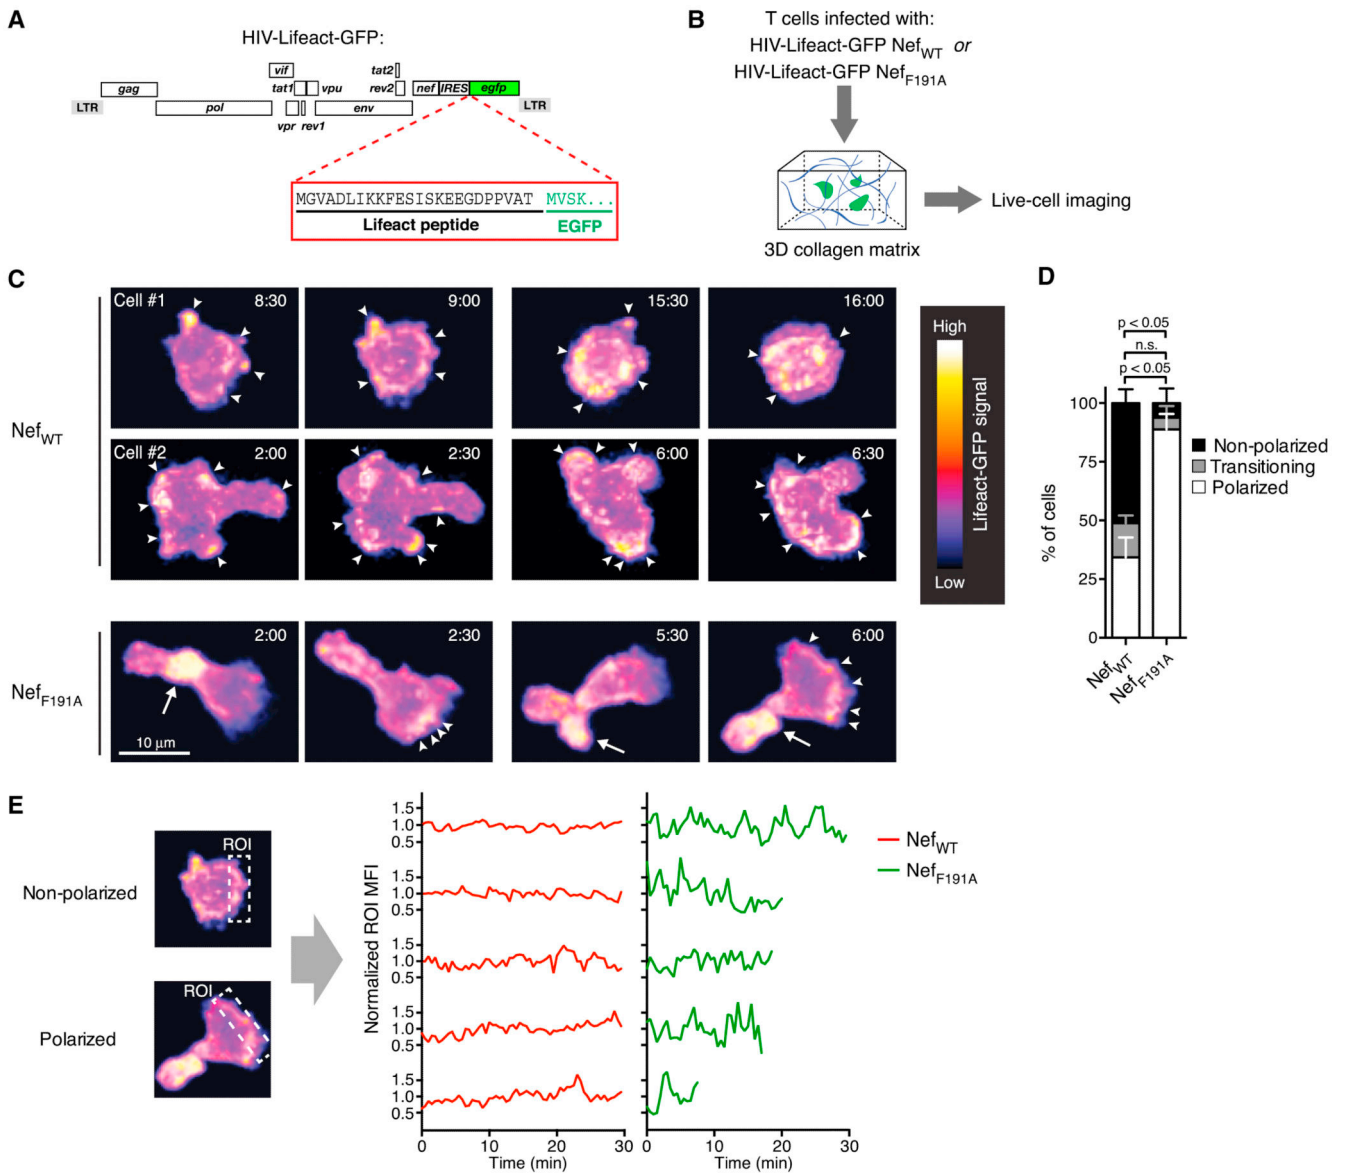 A
HIV-Lifeact-GFP:
vif
tat2
gag
tat1
vpu
rev2
nef
IRES
egfp
LTR
pol
env
LTR
vpr
rev1
MGVADLIKKFESISKEEGDPPVAT MVSK...
Lifeact peptide
EGFP
B
T cells infected with:
HIV-Lifeact-GFP NefWT or
HIV-Lifeact-GFP NefF191A
3D collagen matrix
Live-cell imaging
C
NefWT
Cell #1
8:30
9:00
15:30
16:00
Cell #2
2:00
2:30
6:00
6:30
NefF191A
2:00
2:30
5:30
6:00
10 µm
High
Lifeact-GFP signal
Low
D
p < 0.05
n.s.
p < 0.05
100
75
50
25
0
% of cells
NefWT
NefF191A
Non-polarized
Transitioning
Polarized
E
Non-polarized
ROI
Polarized
ROI
Normalized ROI MFI
1.5
1.0
0.5
1.5
1.0
0.5
1.5
1.0
0.5
1.5
1.0
0.5
1.5
1.0
0.5
0 10 20 30
Time (min)
0 10 20 30
Time (min)
NefWT
NefF191A